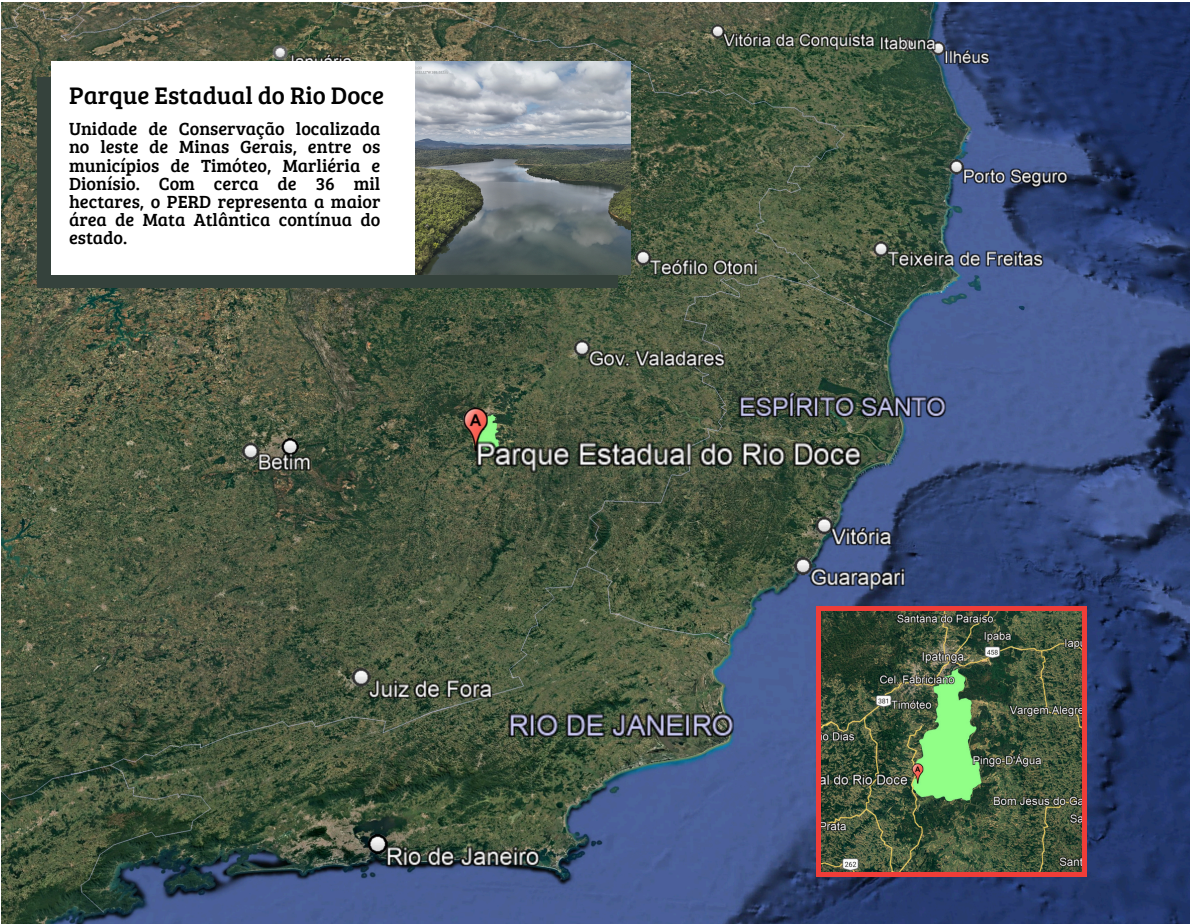 Vitória da Conquista
Itabuna
Ilhéus
Januária
Parque Estadual do Rio Doce
Unidade de Conservação localizada
no leste de Minas Gerais, entre os
municípios de Timóteo, Marliéria e
Dionísio. Com cerca de 36 mil
hectares, o PERD representa a maior
área de Mata Atlântica contínua do
estado.
Porto Seguro
Teófilo Otoni
Teixeira de Freitas
Gov. Valadares
ESPÍRITO SANTO
A
Parque Estadual do Rio Doce
Betim
Vitória
Guarapari
Juiz de Fora
RIO DE JANEIRO
Rio de Janeiro
Santana do Paraíso
Ipaba
Iapu
458
Ipatinga
Cel. Fabriciano
381
Timóteo
Vargem Alegre
io Dias
Pingo-D'Água
A
al do Rio Doce
Bom Jesus do Ga
Sa
Prata
262
Sant